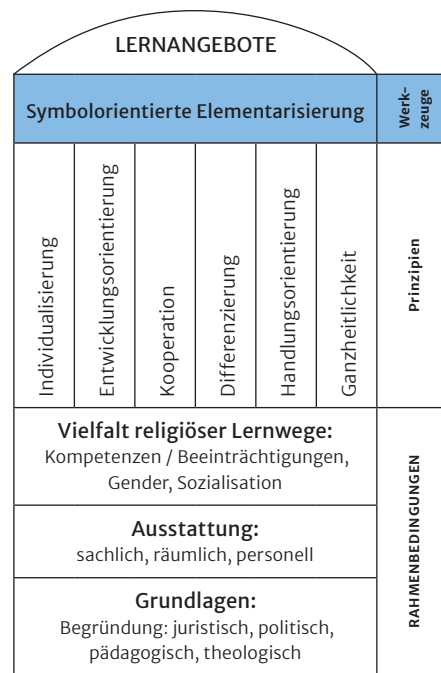 LERNANGEBOTE
Symbolorientierte Elementarisierung
Werk-
zeuge
Individualisierung
Entwicklungsorientierung
Kooperation
Differenzierung
Handlungsorientierung
Ganzheitlichkeit
Prinzipien
Vielfalt religiöser Lernwege:
Kompetenzen / Beeinträchtigungen,
Gender, Sozialisation
Ausstattung:
sachlich, räumlich, personell
Grundlagen:
Begründung: juristisch, politisch,
pädagogisch, theologisch
RAHMENBEDINGUNGEN